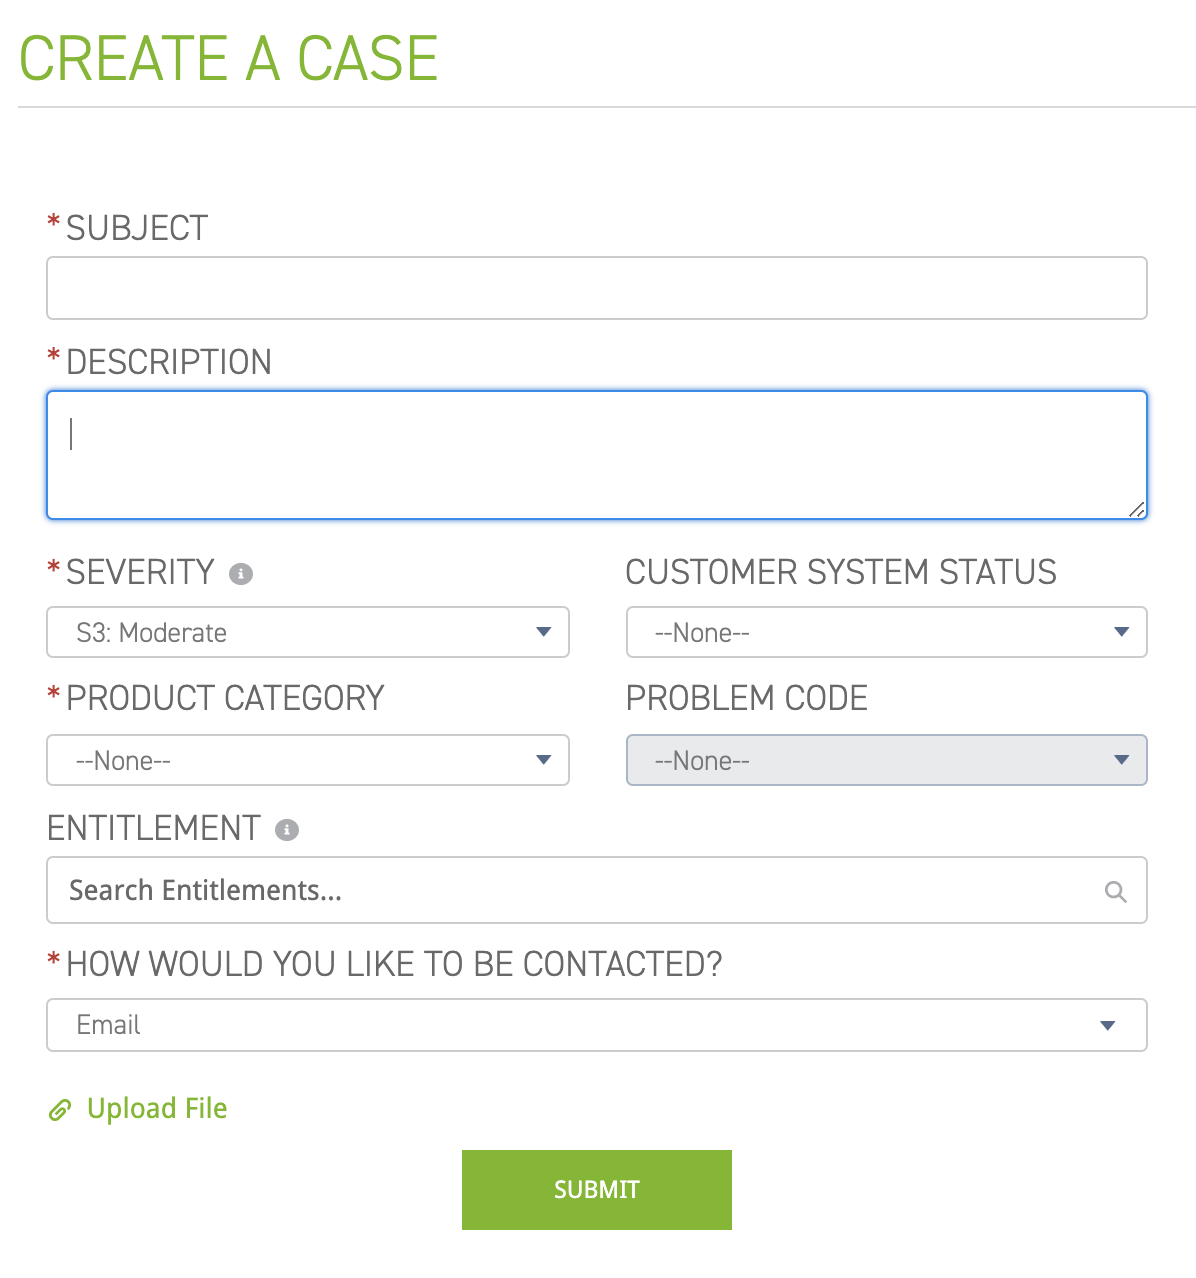 CREATE A CASE
* SUBJECT
* DESCRIPTION
* SEVERITY
CUSTOMER SYSTEM STATUS
S3: Moderate
--None--
* PRODUCT CATEGORY
PROBLEM CODE
--None--
--None--
ENTITLEMENT
Search Entitlements...
* HOW WOULD YOU LIKE TO BE CONTACTED?
Email
Upload File
SUBMIT